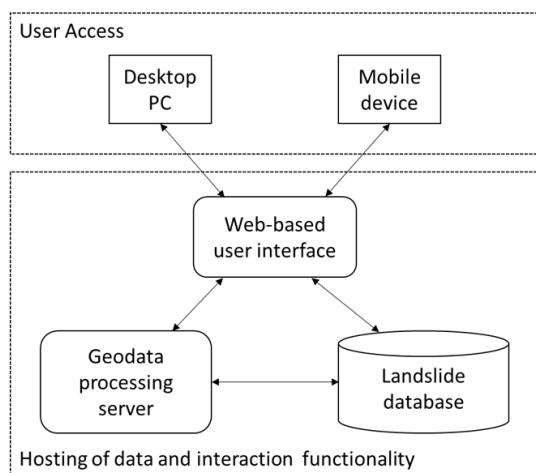 User Access
Desktop
PC
Mobile
device
Web-based
user interface
Geodata
processing
server
Landslide
database
Hosting of data and interaction functionality